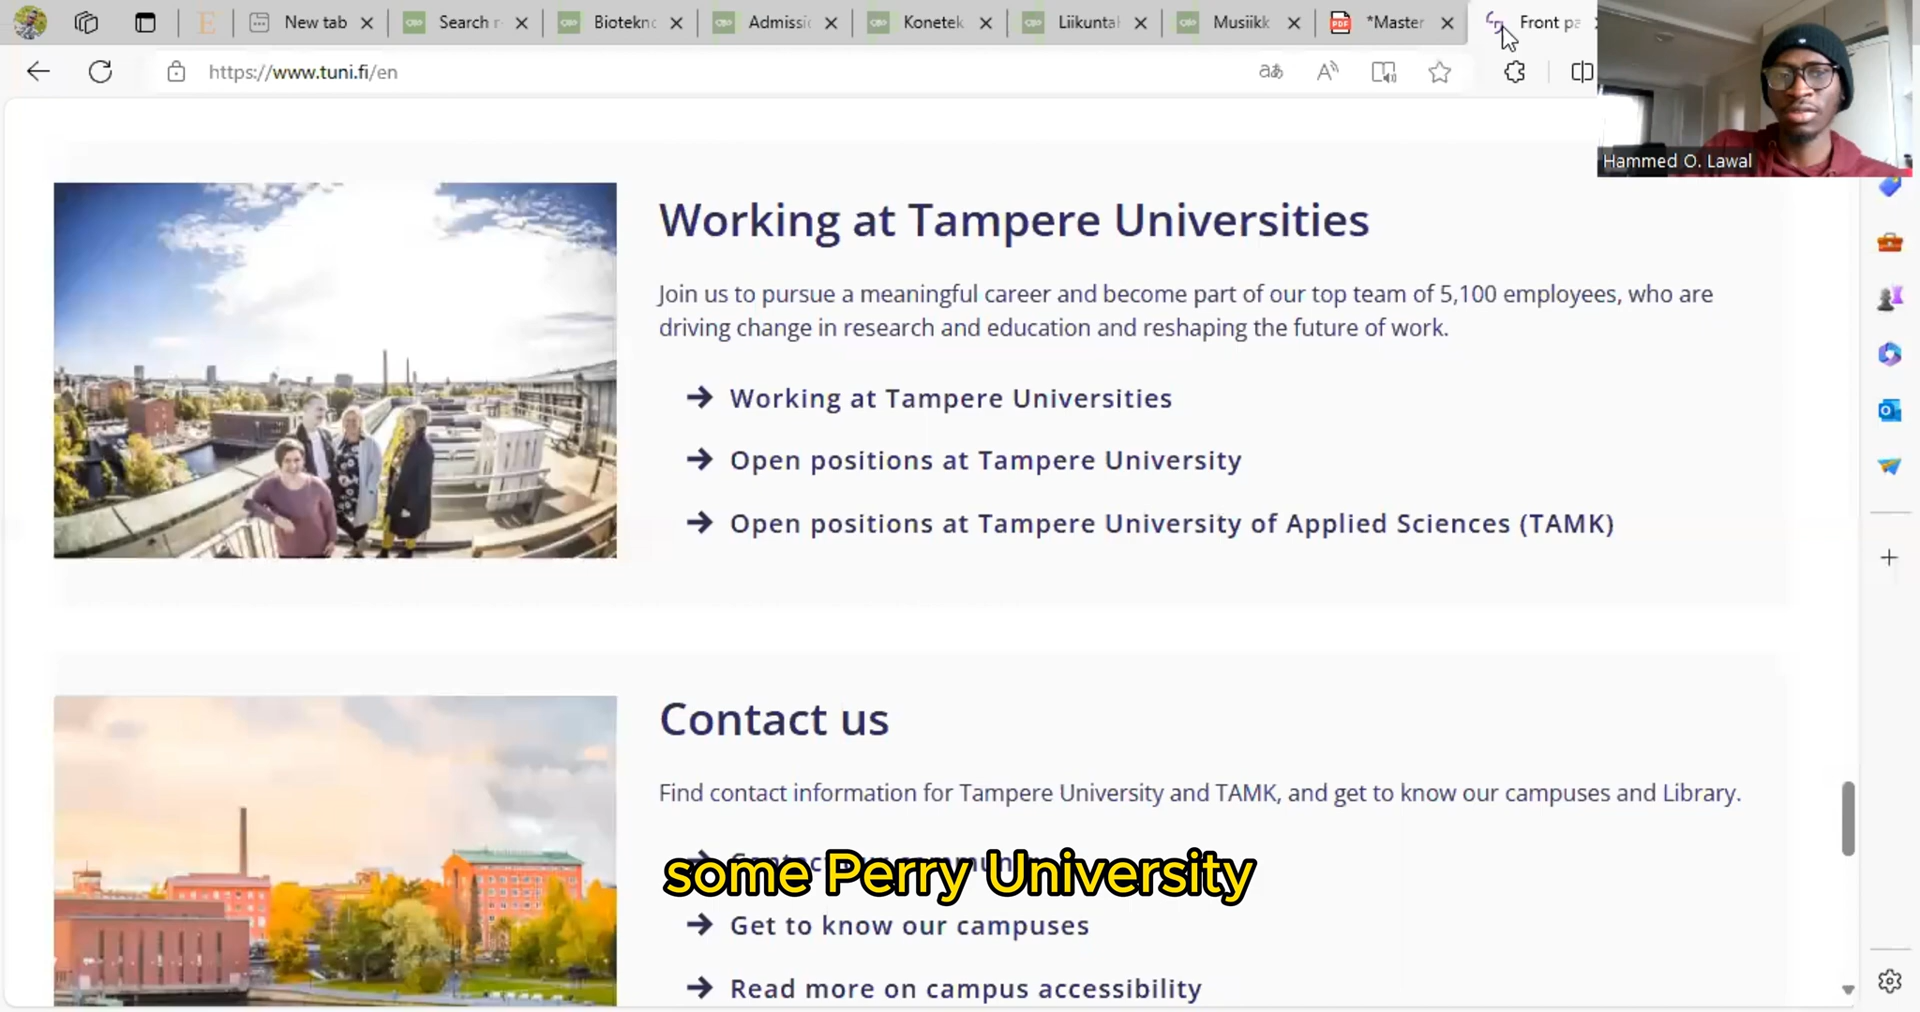 New tab
Search r
Biotekno
Admissio
Konetek
Liikunta
Musiikk
*Master
Front pa
https://www.tuni.fi/en
Hammed O. Lawal
Working at Tampere Universities
Join us to pursue a meaningful career and become part of our top team of 5,100 employees, who are
driving change in research and education and reshaping the future of work.
Working at Tampere Universities
Open positions at Tampere University
Open positions at Tampere University of Applied Sciences (TAMK)
Contact us
Find contact information for Tampere University and TAMK, and get to know our campuses and Library.
some Perry University
Get to know our campuses
Read more on campus accessibility